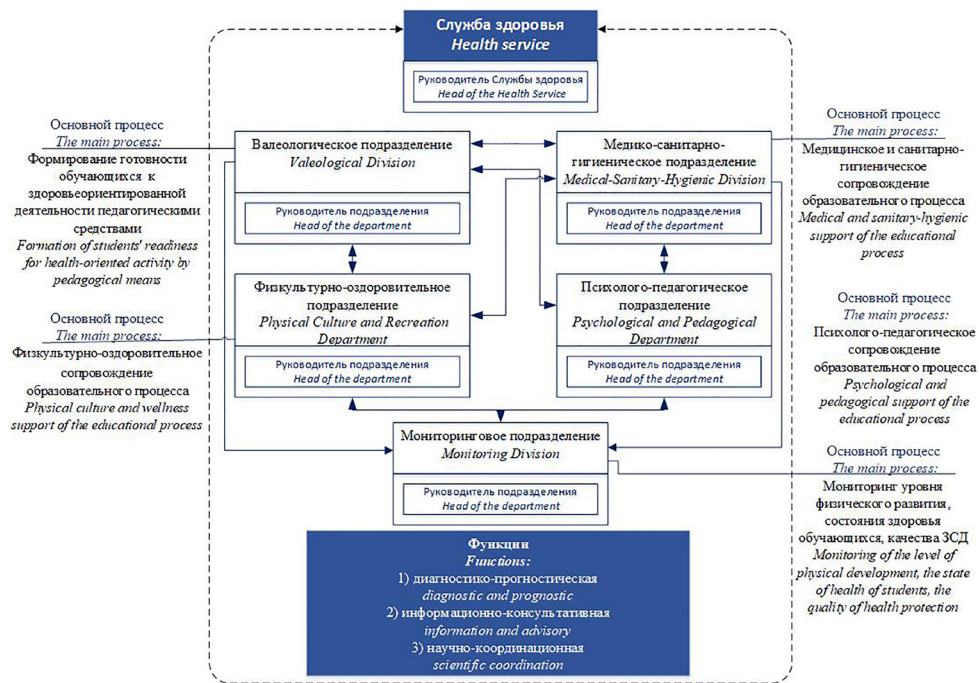 Служба здоровья
Health service
Руководитель Службы здоровья
Head of the Health Service
Основной процесс
The main process:
Формирование готовности
обучающихся к
здоровьеориентированной
деятельности педагогическими
средствами
Formation of students' readiness
for health-oriented activity by
pedagogical means
Валеологическое подразделение
Valeological Division
Руководитель подразделения
Head of the department
Медико-санитарно-
гигиеническое подразделение
Medical-Sanitary-Hygienic Division
Руководитель подразделения
Head of the department
Основной процесс
The main process:
Медицинское и санитарно-
гигиеническое
сопровождение
образовательного процесса
Medical and sanitary-hygienic
support of the educational
process
Основной процесс
The main process:
Физкультурно-оздоровительное
сопровождение
образовательного процесса
Physical culture and wellness
support of the educational process
Физкультурно-оздоровительное
подразделение
Physical Culture and Recreation
Department
Руководитель подразделения
Head of the department
Психолого-педагогическое
подразделение
Psychological and Pedagogical
Department
Руководитель подразделения
Head of the department
Основной процесс
The main process:
Психолого-педагогическое
сопровождение
образовательного процесса
Psychological and
pedagogical support of the
educational process
Мониторинговое подразделение
Monitoring Division
Руководитель подразделения
Head of the department
Основной процесс
The main process:
Мониторинг уровня
физического развития,
состояния здоровья
обучающихся, качества ЗСД
Monitoring of the level of
physical development, the state
of health of students, the
quality of health protection
Функции
Functions:
1) диагностико-прогностическая
diagnostic and prognostic
2) информационно-консультативная
information and advisory
3) научно-координационная
scientific coordination